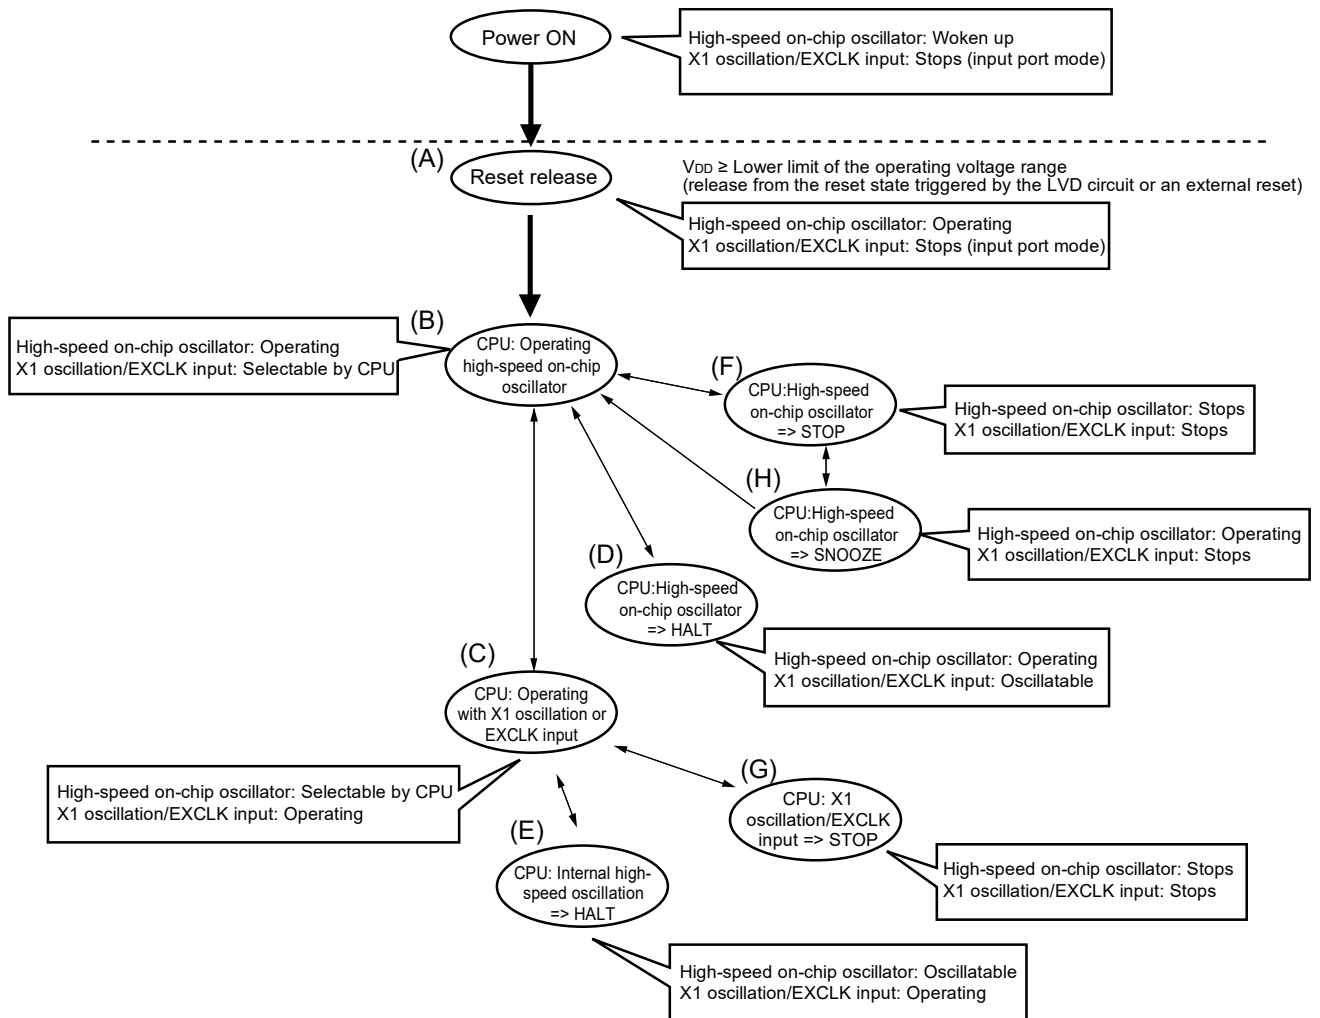 Power ON
High-speed on-chip oscillator: Woken up
X1 oscillation/EXCLK input: Stops (input port mode)
(A)
Reset release
VDD ≥ Lower limit of the operating voltage range
(release from the reset state triggered by the LVD circuit or an external reset)
High-speed on-chip oscillator: Operating
X1 oscillation/EXCLK input: Stops (input port mode)
(B)
High-speed on-chip oscillator: Operating
X1 oscillation/EXCLK input: Selectable by CPU
CPU: Operating
high-speed on-chip
oscillator
(F)
CPU:High-speed
on-chip oscillator
=> STOP
High-speed on-chip oscillator: Stops
X1 oscillation/EXCLK input: Stops
(H)
CPU:High-speed
on-chip oscillator
=> SNOOZE
High-speed on-chip oscillator: Operating
X1 oscillation/EXCLK input: Stops
(D)
CPU:High-speed
on-chip oscillator
=> HALT
High-speed on-chip oscillator: Operating
X1 oscillation/EXCLK input: Oscillatable
(C)
CPU: Operating
with X1 oscillation or
EXCLK input
High-speed on-chip oscillator: Selectable by CPU
X1 oscillation/EXCLK input: Operating
(G)
CPU: X1
oscillation/EXCLK
input => STOP
High-speed on-chip oscillator: Stops
X1 oscillation/EXCLK input: Stops
(E)
CPU: Internal high-
speed oscillation
=> HALT
High-speed on-chip oscillator: Oscillatable
X1 oscillation/EXCLK input: Operating